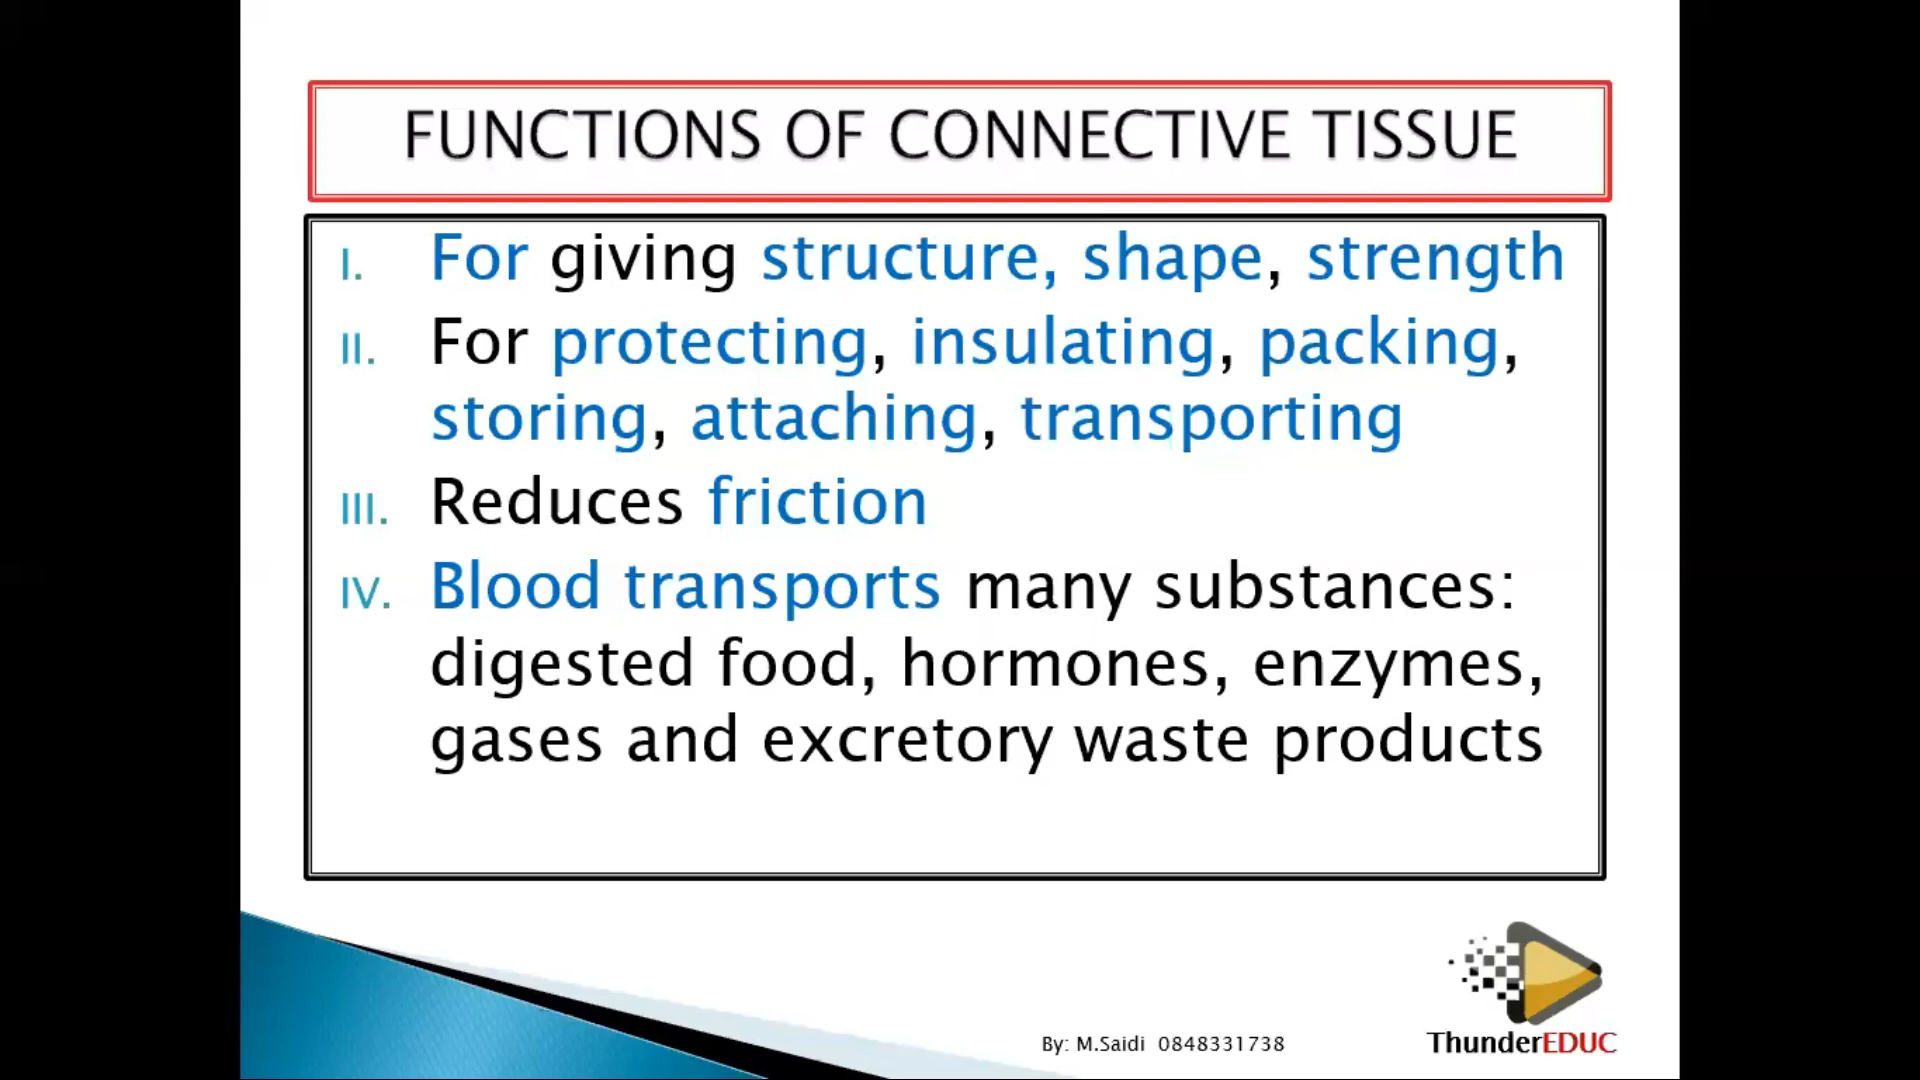 FUNCTIONS OF CONNECTIVE TISSUE
I. For giving structure, shape, strength
II. For protecting, insulating, packing,
storing, attaching, transporting
III. Reduces friction
IV. Blood transports many substances:
digested food, hormones, enzymes,
gases and excretory waste products
By: M.Saidi 0848331738
ThunderEDUC